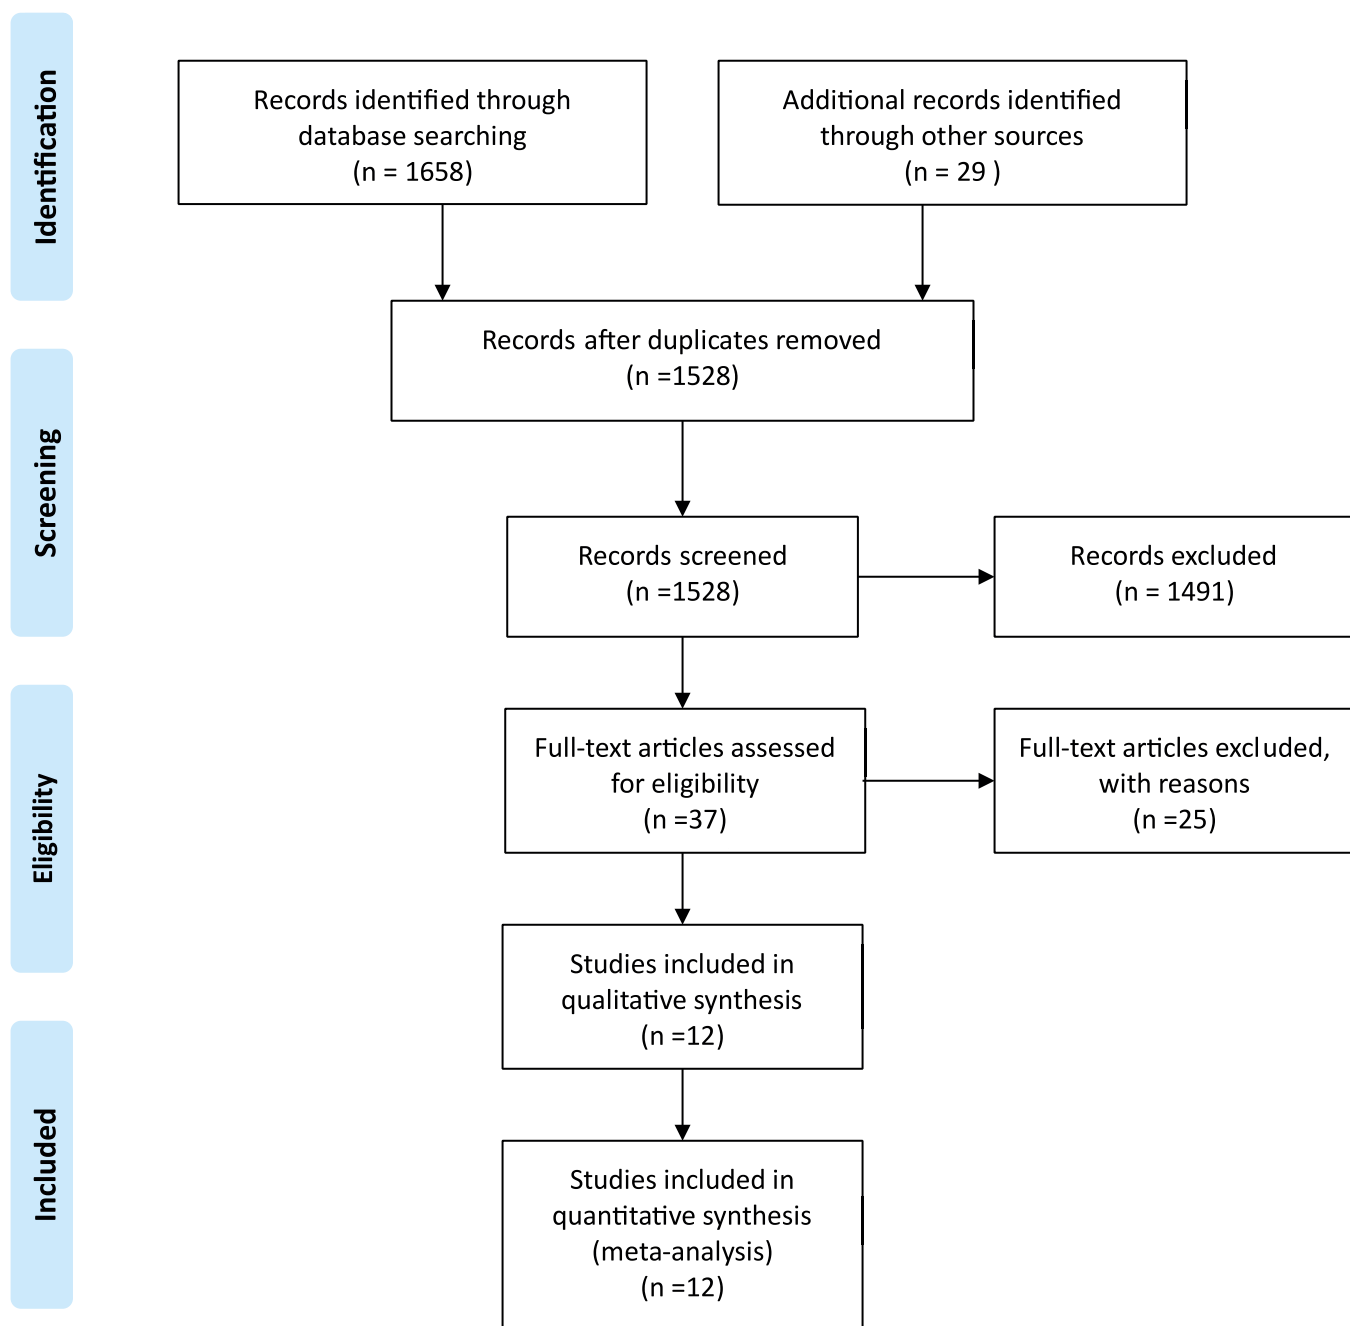 Identification
Records identified through
database searching
(n = 1658)
Additional records identified
through other sources
(n = 29 )
Records after duplicates removed
(n =1528)
Screening
Records screened
(n =1528)
Records excluded
(n = 1491)
Eligibility
Full-text articles assessed
for eligibility
(n =37)
Full-text articles excluded,
with reasons
(n =25)
Studies included in
qualitative synthesis
(n =12)
Included
Studies included in
quantitative synthesis
(meta-analysis)
(n =12)